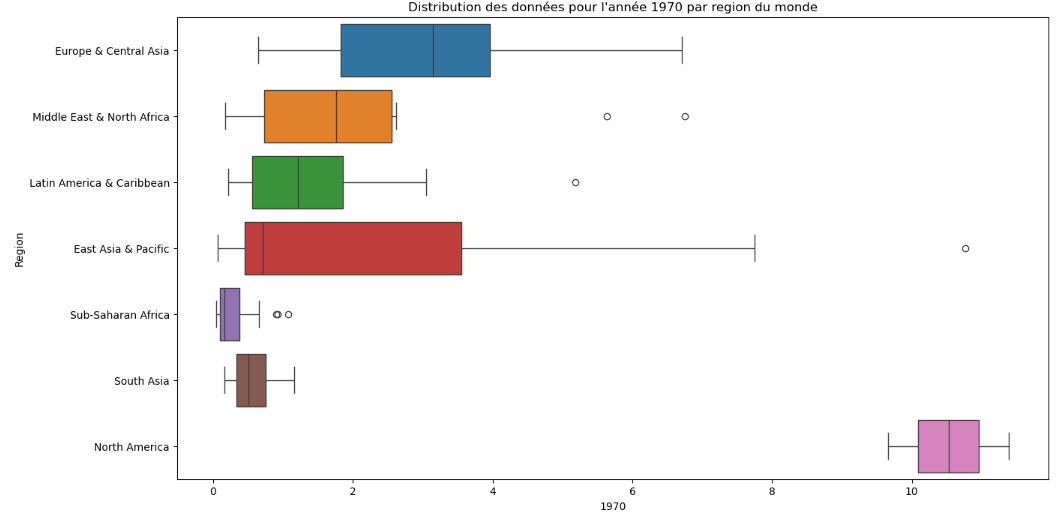 Distribution des données pour l'année 1970 par region du monde
Europe & Central Asia
Middle East & North Africa
Latin America & Caribbean
East Asia & Pacific
Sub-Saharan Africa
South Asia
North America
Region
0 2 4 6 8 10
1970